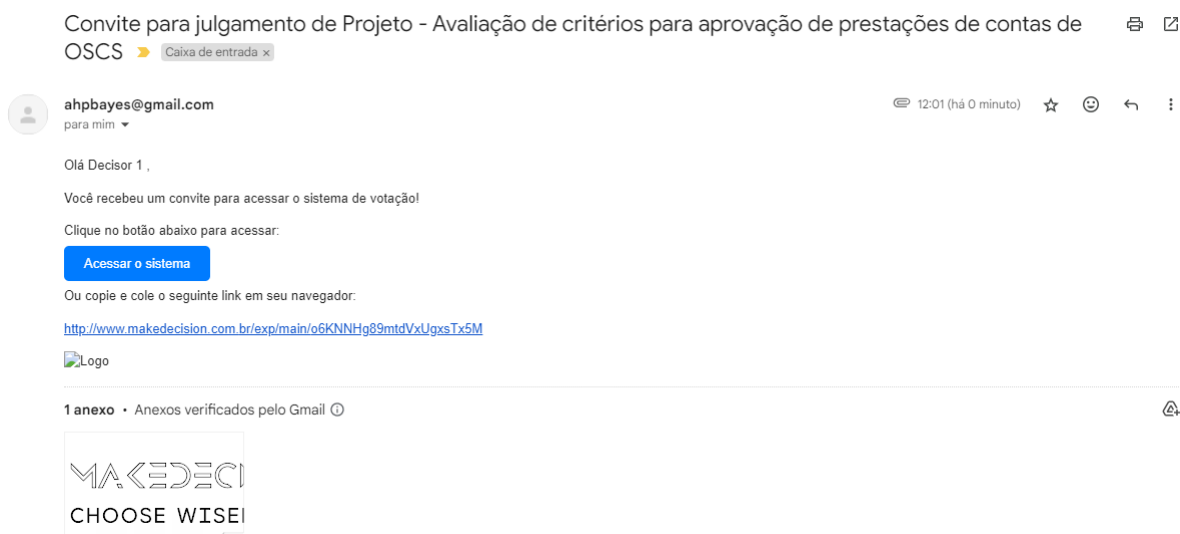 Convite para julgamento de Projeto - Avaliação de critérios para aprovação de prestações de contas de
OSCS Caixa de entrada ×
ahpbayes@gmail.com 12:01 (há 0 minuto)
para mim
Olá Decisor 1 ,
Você recebeu um convite para acessar o sistema de votação!
Clique no botão abaixo para acessar:
Acessar o sistema
Ou copie e cole o seguinte link em seu navegador:
http://www.makedecision.com.br/exp/main/o6KNNHg89mtdVxUgxsTx5M
Logo
1 anexo • Anexos verificados pelo Gmail
MAKEDECI
CHOOSE WISE